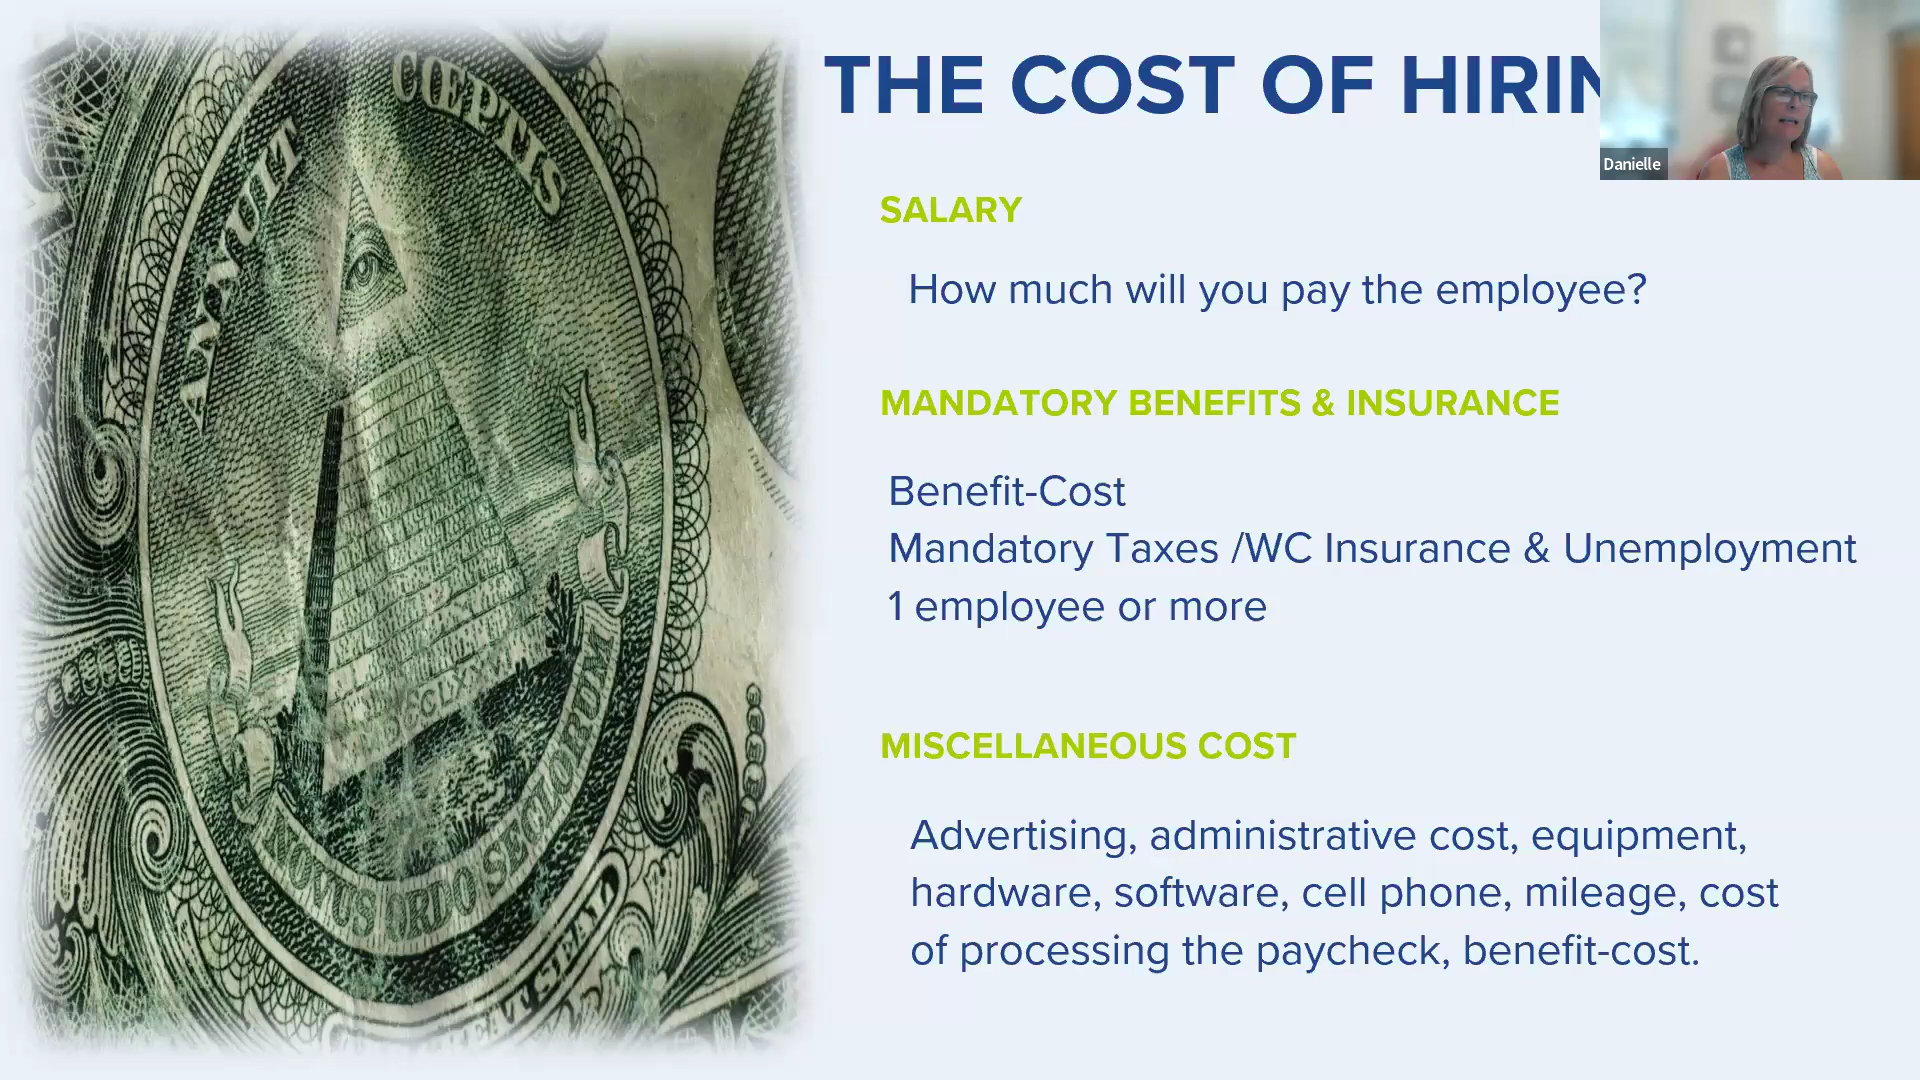 THE COST OF HIRIN
Danielle
SALARY
How much will you pay the employee?
MANDATORY BENEFITS & INSURANCE
Benefit-Cost
Mandatory Taxes /WC Insurance & Unemployment
1 employee or more
MISCELLANEOUS COST
Advertising, administrative cost, equipment,
hardware, software, cell phone, mileage, cost
of processing the paycheck, benefit-cost.
ANNUIT
CŒPTIS
NOVUS ORDO SECLORUM